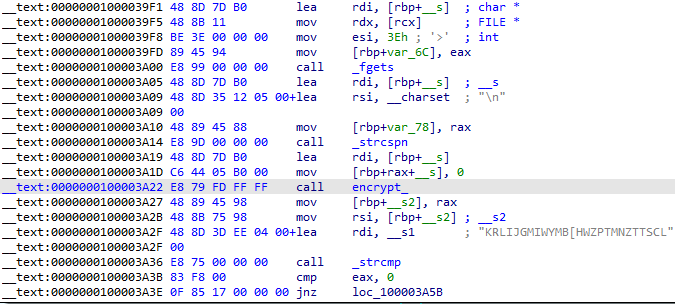 __text:00000001000039F1 48 8D 7D B0 lea rdi, [rbp+__s] ; char *
__text:00000001000039F5 48 8B 11 mov rdx, [rcx] ; FILE *
__text:00000001000039F8 BE 3E 00 00 00 mov esi, 3Eh ; '>' ; int
__text:00000001000039FD 89 45 94 mov [rbp+var_6C], eax
__text:0000000100003A00 E8 99 00 00 00 call _fgets
__text:0000000100003A05 48 8D 7D B0 lea rdi, [rbp+__s] ; __s
__text:0000000100003A09 48 8D 35 12 05 00+lea rsi, __charset ; "\n"
__text:0000000100003A09 00
__text:0000000100003A10 48 89 45 88 mov [rbp+var_78], rax
__text:0000000100003A14 E8 9D 00 00 00 call _strcspn
__text:0000000100003A19 48 8D 7D B0 lea rdi, [rbp+__s]
__text:0000000100003A1D C6 44 05 B0 00 mov [rbp+rax+__s], 0
__text:0000000100003A22 E8 79 FD FF FF call encrypt_
__text:0000000100003A27 48 89 45 98 mov [rbp+__s2], rax
__text:0000000100003A2B 48 8B 75 98 mov rsi, [rbp+__s2] ; __s2
__text:0000000100003A2F 48 8D 3D EE 04 00+lea rdi, __s1 ; "KRLIJGMIWYMB[HWZPTMNZTTSCL"
__text:0000000100003A2F 00
__text:0000000100003A36 E8 75 00 00 00 call _strcmp
__text:0000000100003A3B 83 F8 00 cmp eax, 0
__text:0000000100003A3E 0F 85 17 00 00 00 jnz loc_100003A5B